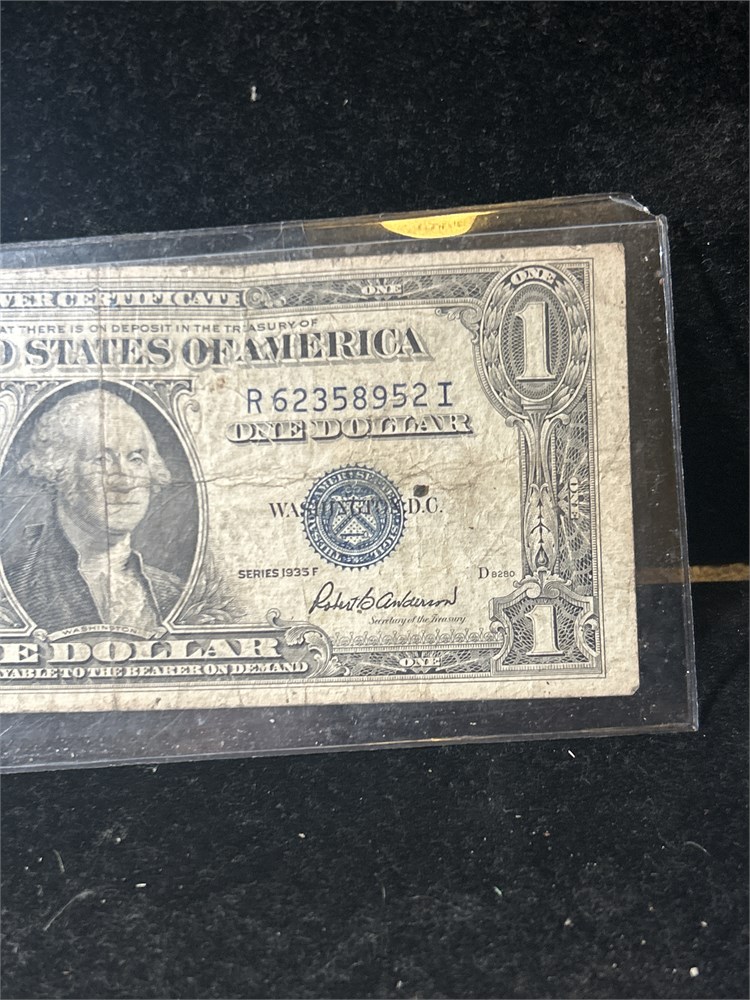 ONE
VER CERTIFICATE
ONE
1
AT THERE IS ON DEPOSIT IN THE TREASURY OF
D STATES OF AMERICA
R 62358952 I
ONE DOLLAR
WASHINGTON, D.C.
ONE
SERIES 1935 F
D 8280
Robert B Anderson
Secretary of the Treasury
WASHINGTON
E DOLLAR
YABLE TO THE BEARER ON DEMAND
ONE
1